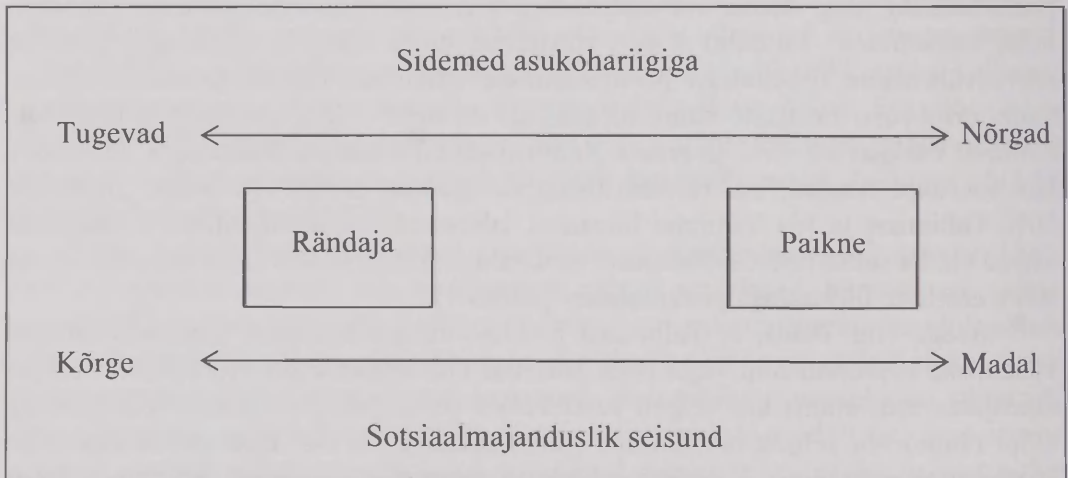 Sidemed asukohariigiga
Tugevad Nõrgad
Rändaja Paikne
Kõrge Madal
Sotsiaalmajanduslik seisund